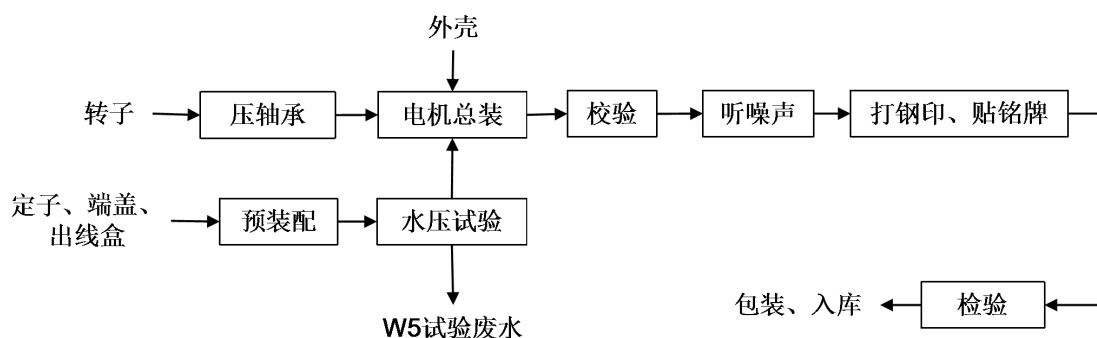 外壳
转子
压轴承
电机总装
校验
听噪声
打钢印、贴铭牌
定子、端盖、
出线盒
预装配
水压试验
W5试验废水
包装、入库
检验